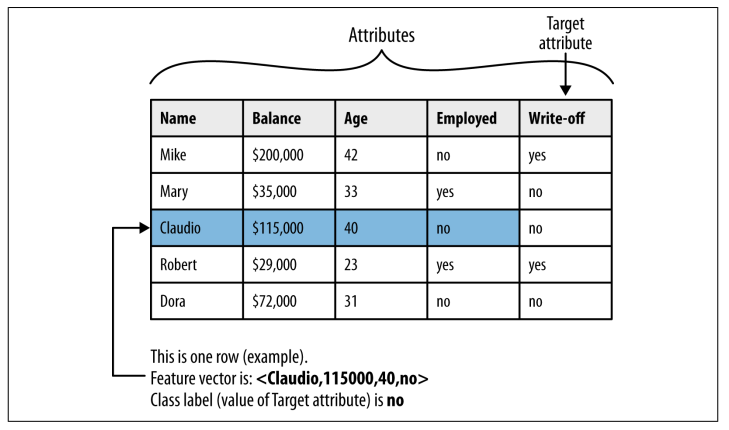 Attributes
Target
attribute
Name Balance Age Employed Write-off
Mike $200,000 42 no yes
Mary $35,000 33 yes no
Claudio $115,000 40 no no
Robert $29,000 23 yes yes
Dora $72,000 31 no no
This is one row (example).
Feature vector is: <Claudio,115000,40,no>
Class label (value of Target attribute) is no